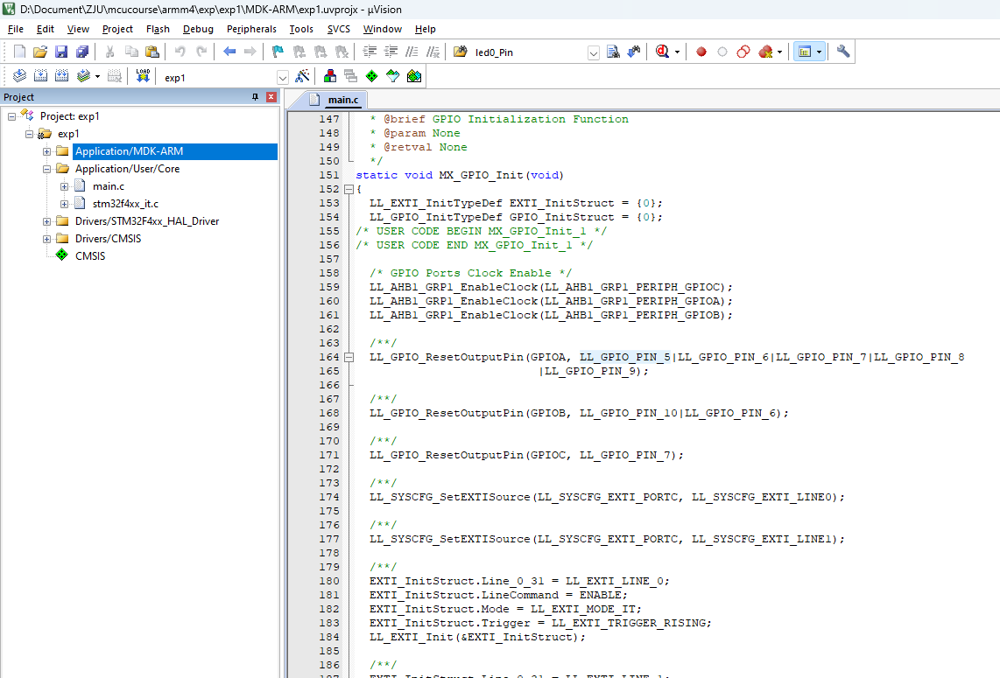 D:\Document\ZJU\mcucourse\armm4\exp\exp1\MDK-ARM\exp1.uvprojx - µVision
File Edit View Project Flash Debug Peripherals Tools SVCS Window Help
led0_Pin
LOAD
exp1
Project
main.c
Project: exp1
exp1
Application/MDK-ARM
Application/User/Core
main.c
stm32f4xx_it.c
Drivers/STM32F4xx_HAL_Driver
Drivers/CMSIS
CMSIS
147 * @brief GPIO Initialization Function
148 * @param None
149 * @retval None
150 */
151 static void MX_GPIO_Init(void)
152 {
153 LL_EXTI_InitTypeDef EXTI_InitStruct = {0};
154 LL_GPIO_InitTypeDef GPIO_InitStruct = {0};
155 /* USER CODE BEGIN MX_GPIO_Init_1 */
156 /* USER CODE END MX_GPIO_Init_1 */
157
158 /* GPIO Ports Clock Enable */
159 LL_AHB1_GRP1_EnableClock(LL_AHB1_GRP1_PERIPH_GPIOC);
160 LL_AHB1_GRP1_EnableClock(LL_AHB1_GRP1_PERIPH_GPIOA);
161 LL_AHB1_GRP1_EnableClock(LL_AHB1_GRP1_PERIPH_GPIOB);
162
163 /**/
164 LL_GPIO_ResetOutputPin(GPIOA, LL_GPIO_PIN_5|LL_GPIO_PIN_6|LL_GPIO_PIN_7|LL_GPIO_PIN_8
165 |LL_GPIO_PIN_9);
166
167 /**/
168 LL_GPIO_ResetOutputPin(GPIOB, LL_GPIO_PIN_10|LL_GPIO_PIN_6);
169
170 /**/
171 LL_GPIO_ResetOutputPin(GPIOC, LL_GPIO_PIN_7);
172
173 /**/
174 LL_SYSCFG_SetEXTISource(LL_SYSCFG_EXTI_PORTC, LL_SYSCFG_EXTI_LINE0);
175
176 /**/
177 LL_SYSCFG_SetEXTISource(LL_SYSCFG_EXTI_PORTC, LL_SYSCFG_EXTI_LINE1);
178
179 /**/
180 EXTI_InitStruct.Line_0_31 = LL_EXTI_LINE_0;
181 EXTI_InitStruct.LineCommand = ENABLE;
182 EXTI_InitStruct.Mode = LL_EXTI_MODE_IT;
183 EXTI_InitStruct.Trigger = LL_EXTI_TRIGGER_RISING;
184 LL_EXTI_Init(&EXTI_InitStruct);
185
186 /**/
187 EXTI_InitStruct.Line_0_31 = LL_EXTI_LINE_1;